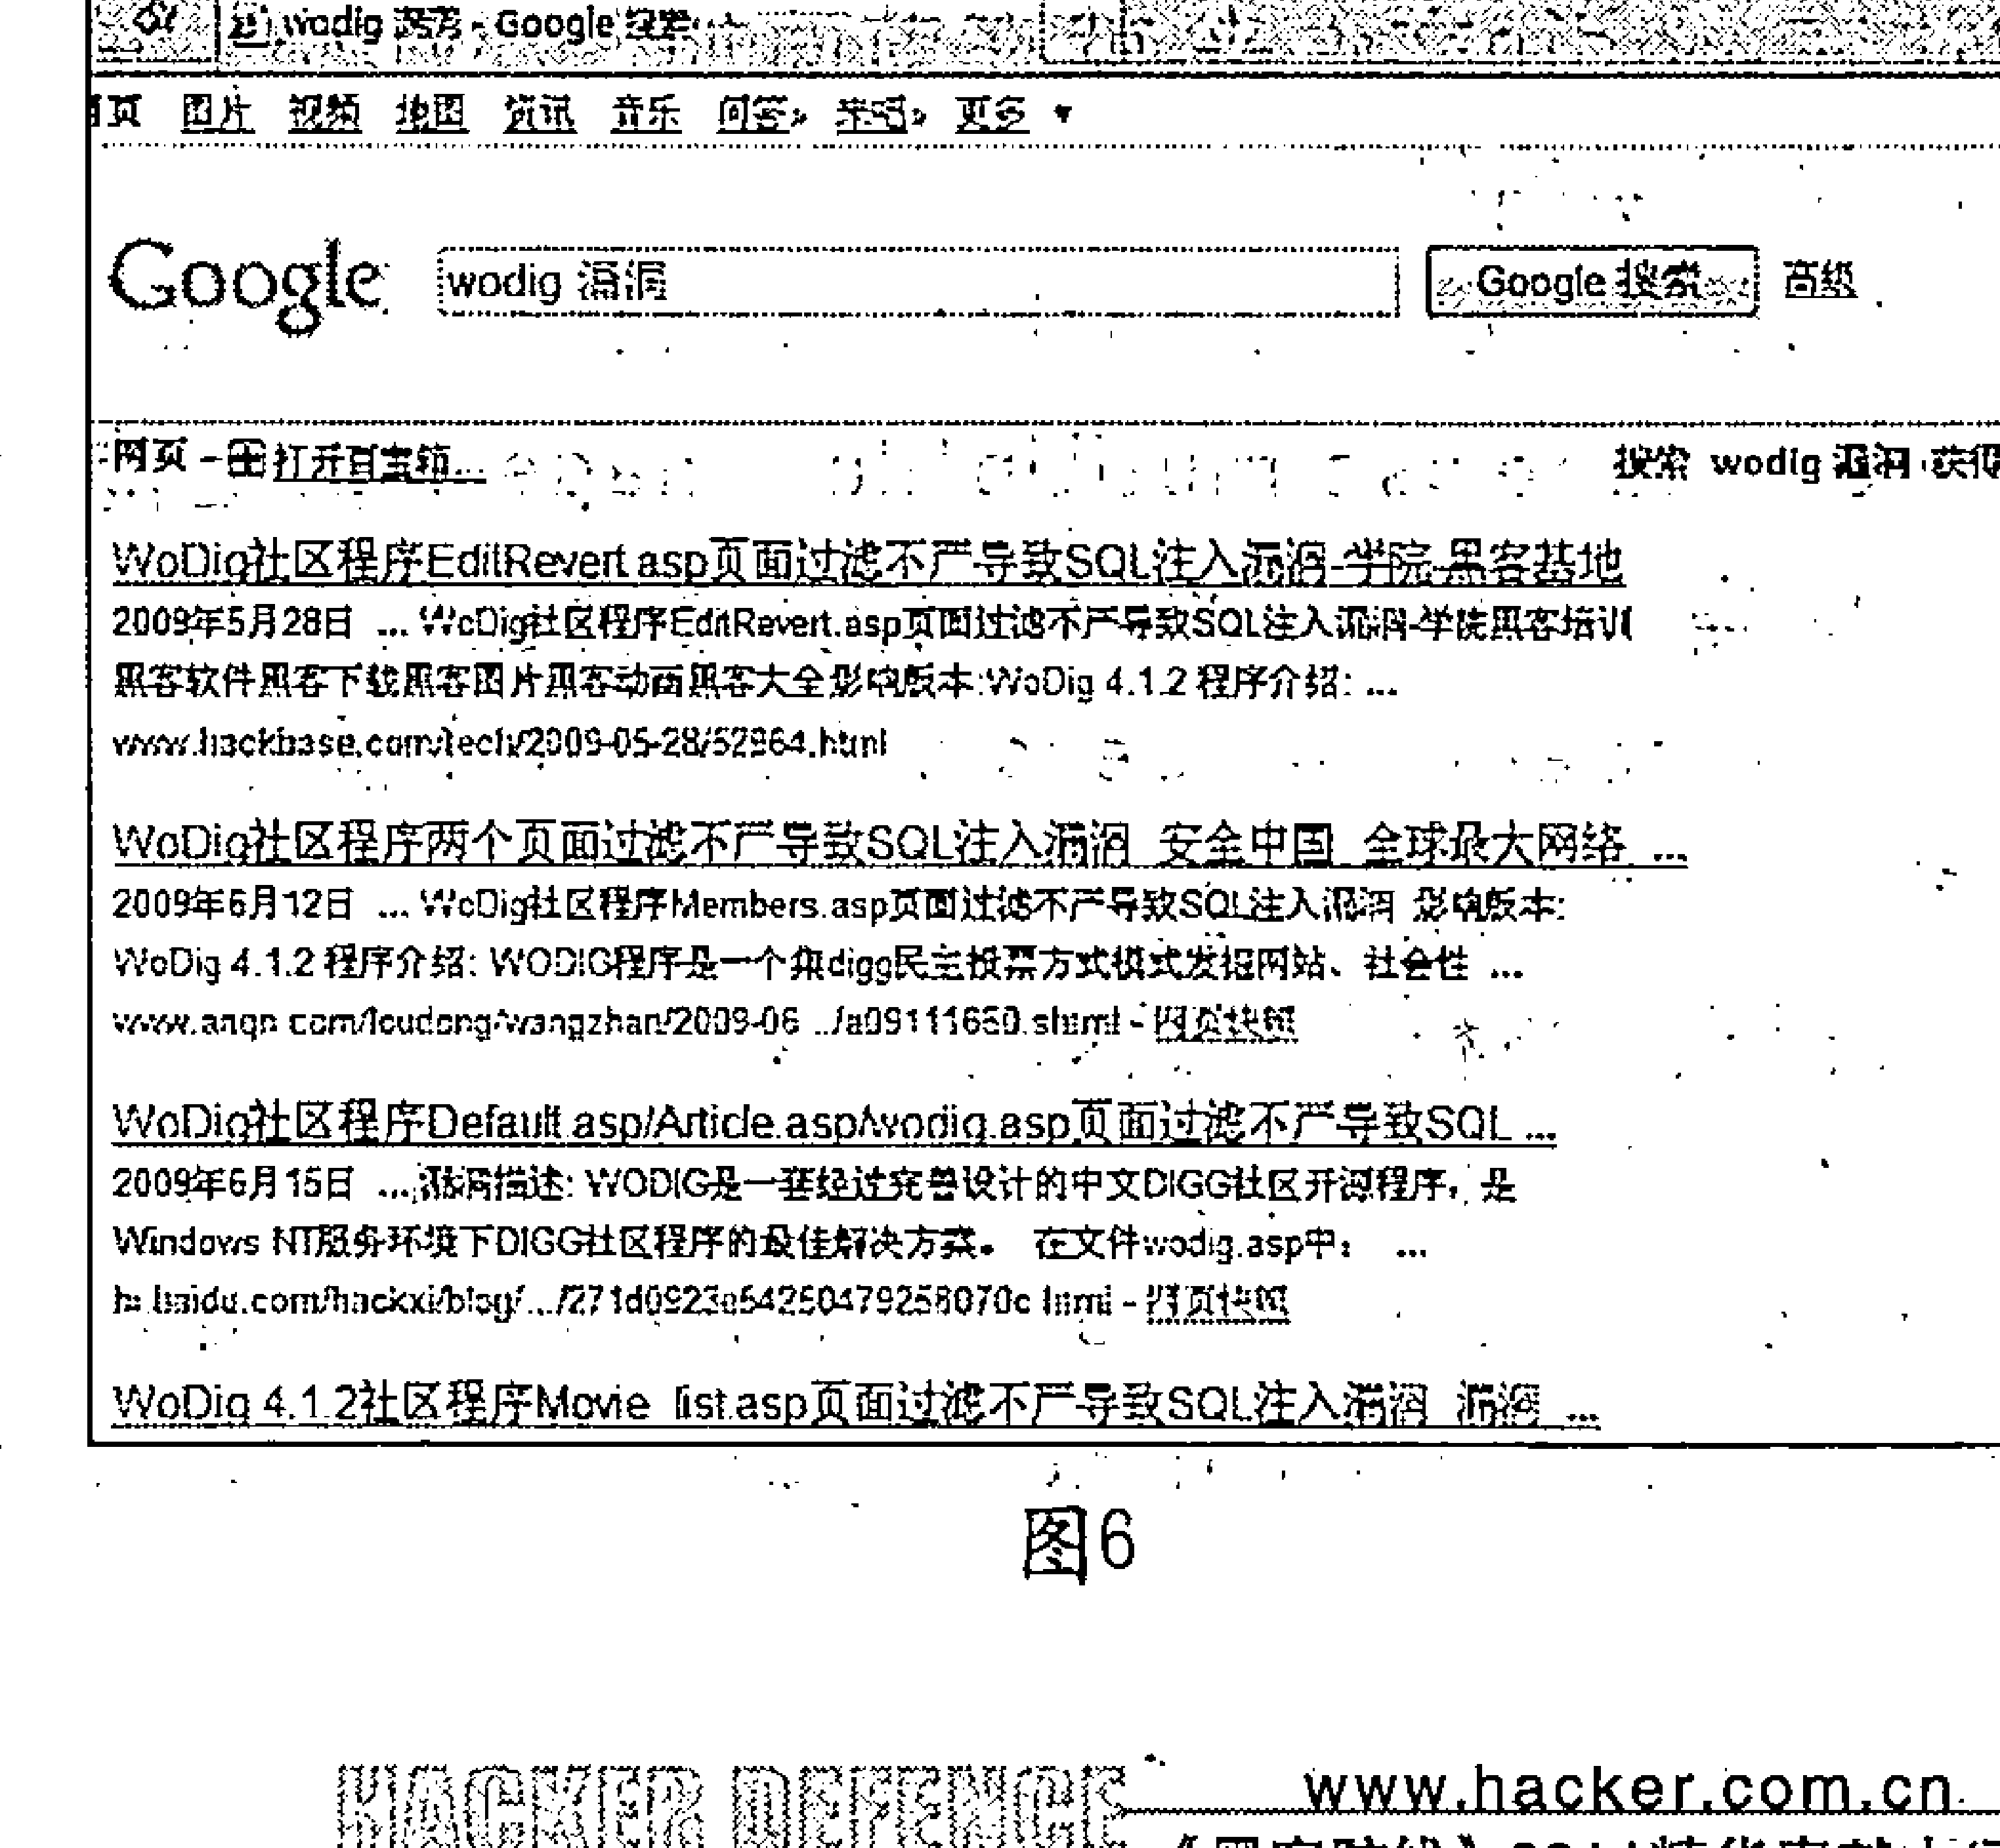 wodig 漏洞 - Google 搜索
页 图片 视频 地图 资讯 音乐 问答 来吧 更多 ▼
Google wodig 漏洞 Google 搜索 高级
网页 - 打开百宝箱... 搜索 wodig 漏洞 获得
WoDig社区程序EditRevert.asp页面过滤不严导致SQL注入漏洞-学院-黑客基地
2009年5月28日 ... WoDig社区程序EditRevert.asp页面过滤不严导致SQL注入漏洞-学院黑客培训
黑客软件黑客下载黑客图片黑客动画黑客大全影响版本:WoDig 4.1.2 程序介绍: ...
www.hackbase.com/tech/2009-05-28/52964.html
WoDig社区程序两个页面过滤不严导致SQL注入漏洞 安全中国 全球最大网络 ...
2009年6月12日 ... WoDig社区程序Members.asp页面过滤不严导致SQL注入漏洞 影响版本:
WoDig 4.1.2 程序介绍: WODIG程序是一个集digg民主投票方式模式发掘网站、社会性 ...
www.anqn.com/loudong/wangzhan/2009-06.../a09111650.shtml - 网页快照
WoDig社区程序Default.asp/Article.asp/wodig.asp页面过滤不严导致SQL ...
2009年6月15日 ... 漏洞描述: WODIG是一套经过完善设计的中文DIGG社区开源程序, 是
Windows NT服务环境下DIGG社区程序的最佳解决方案。 在文件wodig.asp中: ...
hi.baidu.com/hackxi/blog/.../ - 网页快照
WoDig 4.1.2社区程序Movie_list.asp页面过滤不严导致SQL注入漏洞 漏洞 ...
图6
HACKER DEFENCE www.hacker.com.cn